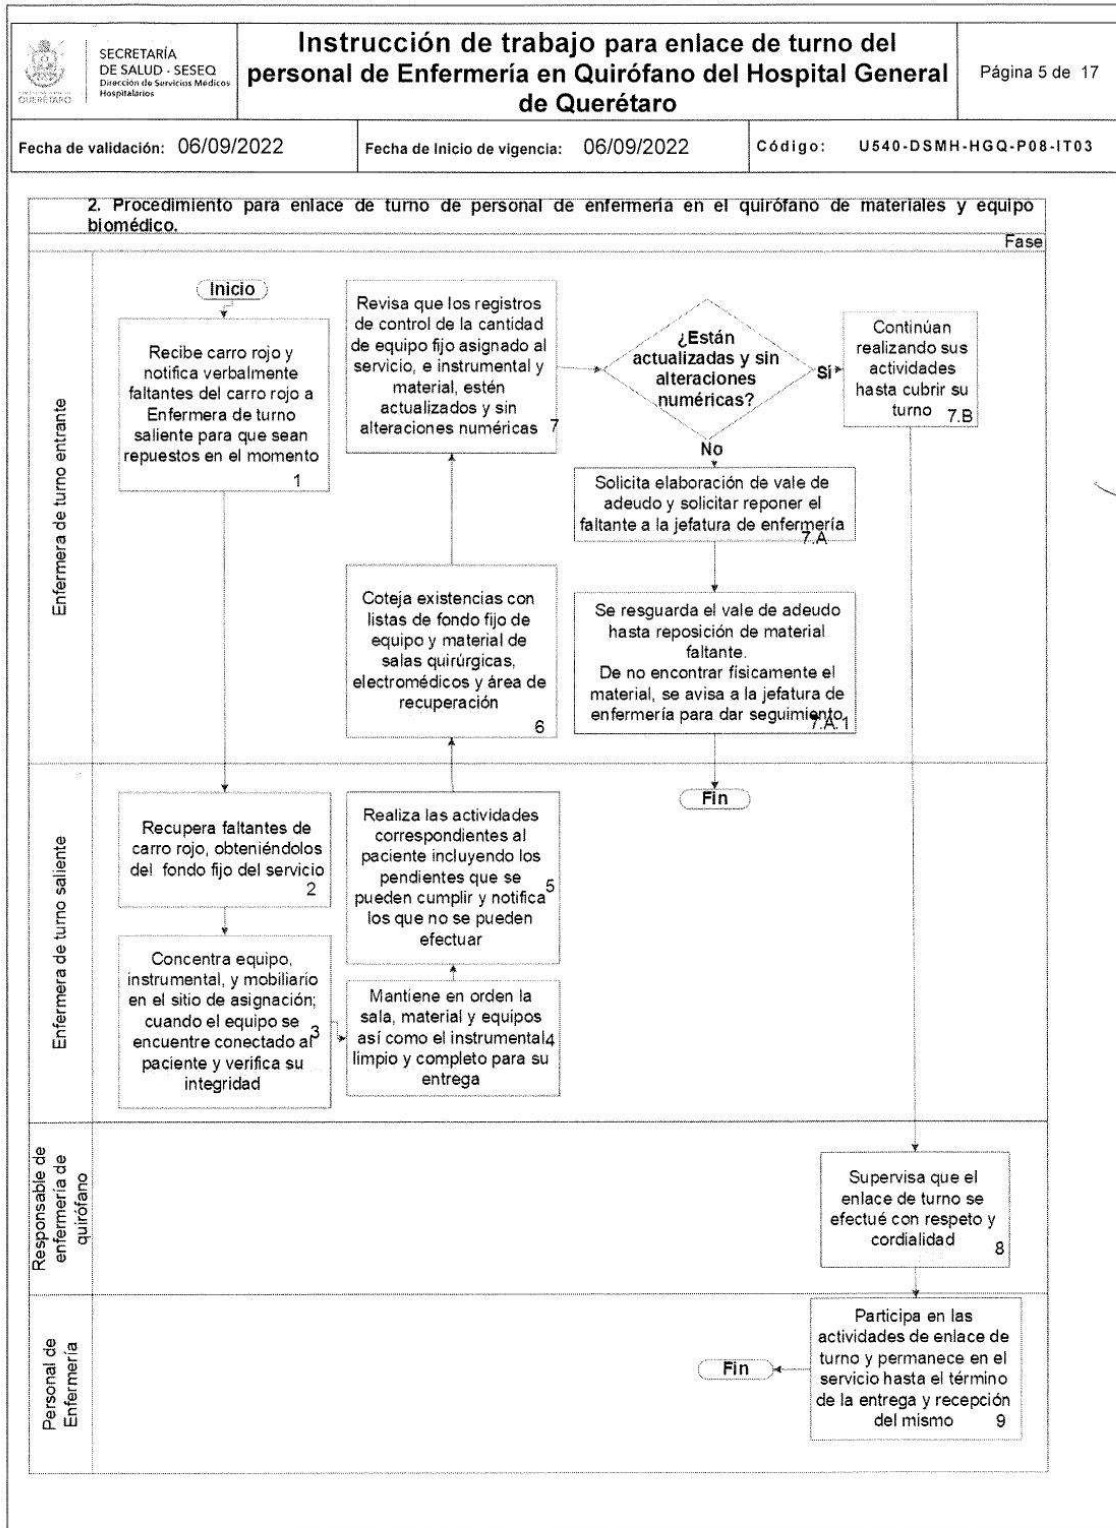 SECRETARÍA
DE SALUD - SESEQ
Dirección de Servicios Médicos
Hospitalarios
QUERÉTARO
Instrucción de trabajo para enlace de turno del
personal de Enfermería en Quirófano del Hospital General
de Querétaro
Página 5 de 17
Fecha de validación: 06/09/2022
Fecha de Inicio de vigencia: 06/09/2022
Código: U540-DSMH-HGQ-P08-IT03
2. Procedimiento para enlace de turno de personal de enfermería en el quirófano de materiales y equipo
biomédico.
Fase
Enfermera de turno entrante
Inicio
Recibe carro rojo y
notifica verbalmente
faltantes del carro rojo a
Enfermera de turno
saliente para que sean
repuestos en el momento
1
Revisa que los registros
de control de la cantidad
de equipo fijo asignado al
servicio, e instrumental y
material, estén
actualizados y sin
alteraciones numéricas 7
¿Están
actualizadas y sin
alteraciones
numéricas?
Si
No
Continúan
realizando sus
actividades
hasta cubrir su
turno
7.B
Solicita elaboración de vale de
adeudo y solicitar reponer el
faltante a la jefatura de enfermería
7.A
Coteja existencias con
listas de fondo fijo de
equipo y material de
salas quirúrgicas,
electromédicos y área de
recuperación
6
Se resguarda el vale de adeudo
hasta reposición de material
faltante.
De no encontrar físicamente el
material, se avisa a la jefatura de
enfermería para dar seguimiento
7.A.1
Enfermera de turno saliente
Fin
Recupera faltantes de
carro rojo, obteniéndolos
del fondo fijo del servicio
2
Realiza las actividades
correspondientes al
paciente incluyendo los
pendientes que se
pueden cumplir y notifica
los que no se pueden
efectuar
5
Concentra equipo,
instrumental, y mobiliario
en el sitio de asignación;
cuando el equipo se
encuentre conectado al
paciente y verifica su
integridad
3
Mantiene en orden la
sala, material y equipos
así como el instrumental
limpio y completo para su
entrega
4
Responsable de
enfermería de
quirófano
Supervisa que el
enlace de turno se
efectué con respeto y
cordialidad
8
Personal de
Enfermería
Participa en las
actividades de enlace de
turno y permanece en el
servicio hasta el término
de la entrega y recepción
del mismo
9
Fin